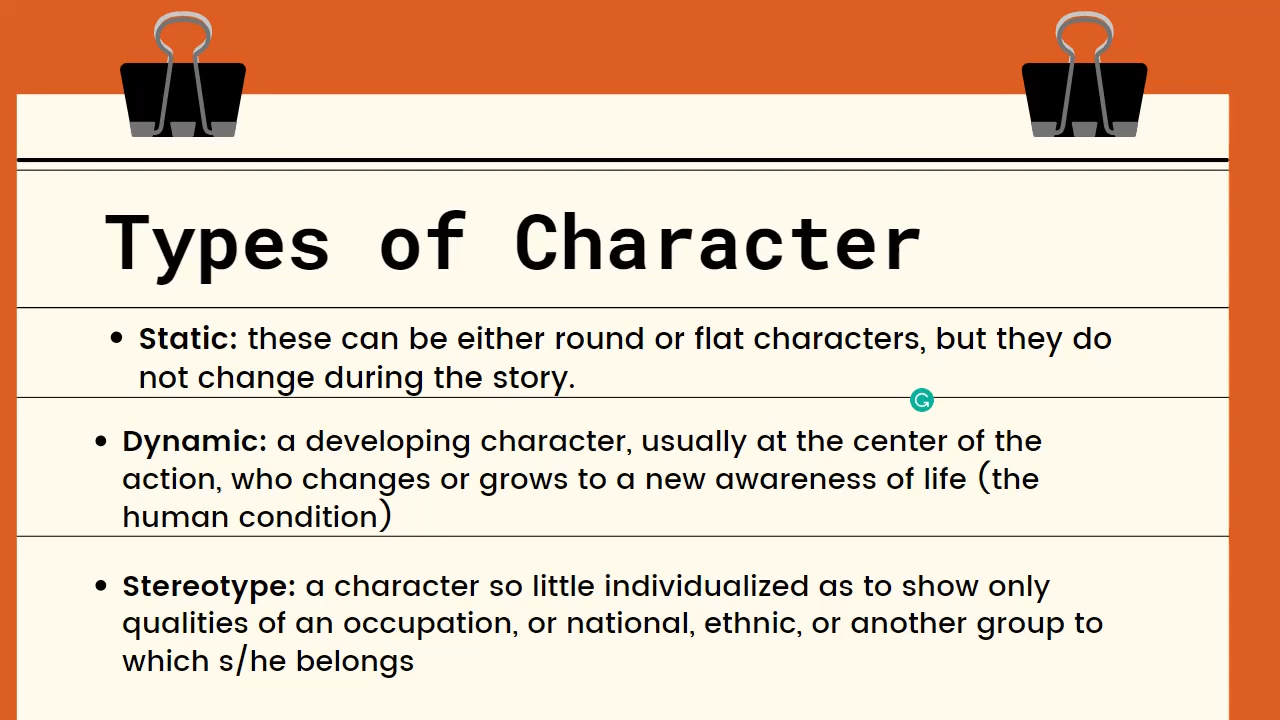 Types of Character
• Static: these can be either round or flat characters, but they do
not change during the story.
• Dynamic: a developing character, usually at the center of the
action, who changes or grows to a new awareness of life (the
human condition)
• Stereotype: a character so little individualized as to show only
qualities of an occupation, or national, ethnic, or another group to
which s/he belongs